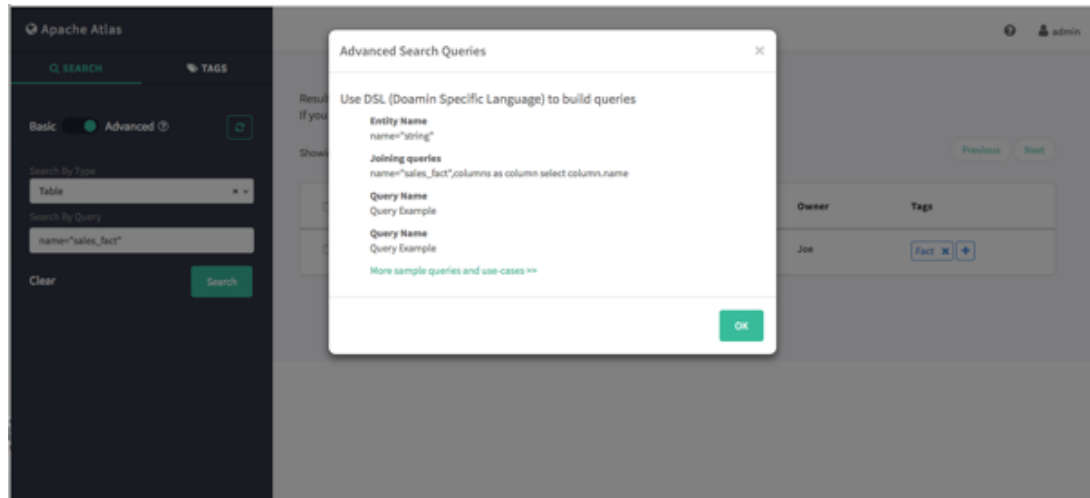 Apache Atlas
admin
SEARCH
TAGS
Basic
Advanced
Search By Type
Table
Search By Query
name="sales_fact"
Clear
Search
If you
Previous
Next
Owner
Tags
Joe
Fact
Advanced Search Queries
Use DSL (Doamin Specific Language) to build queries
Entity Name
name="string"
Joining queries
name="sales_fact",columns as column select column.name
Query Name
Query Example
Query Name
Query Example
More sample queries and use-cases >>
OK